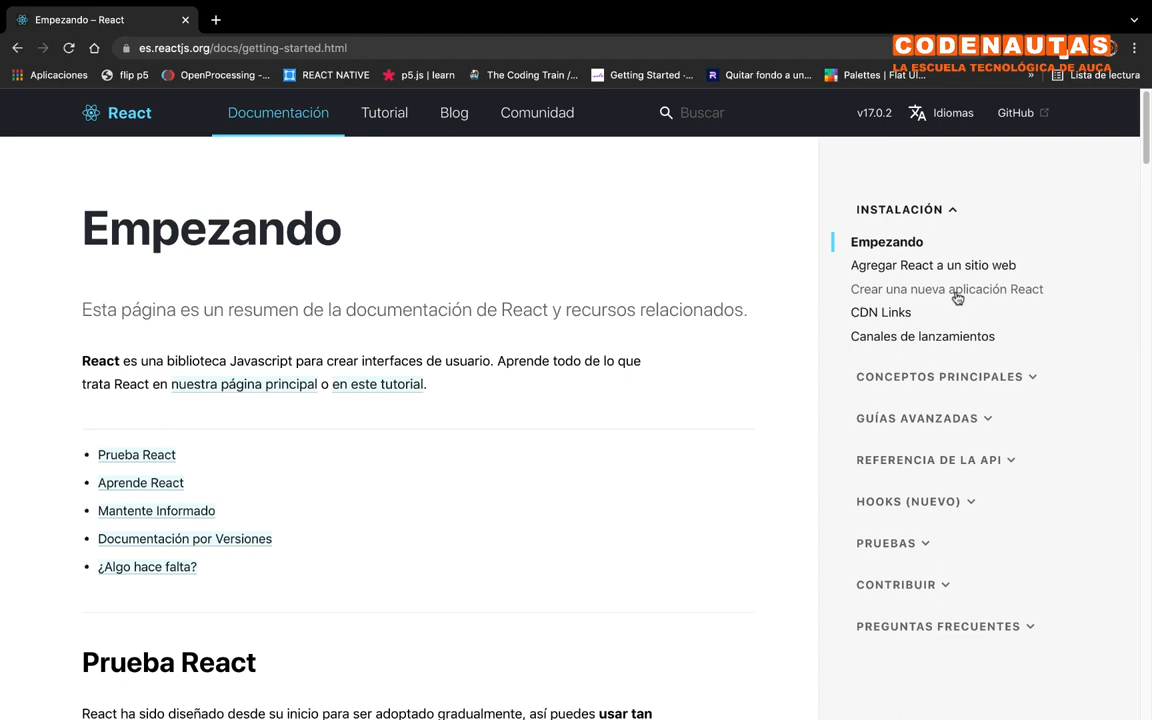 Empezando – React
es.reactjs.org/docs/getting-started.html
CODENAUTAS
LA ESCUELA TECNOLÓGICA DE AUCA
Aplicaciones
flip p5
OpenProcessing -...
REACT NATIVE
p5.js | learn
The Coding Train /...
Getting Started ·...
Quitar fondo a un...
Palettes | Flat UI...
»
Lista de lectura
React
Documentación
Tutorial
Blog
Comunidad
Buscar
v17.0.2
Idiomas
GitHub
Empezando
Esta página es un resumen de la documentación de React y recursos relacionados.
React es una biblioteca Javascript para crear interfaces de usuario. Aprende todo de lo que
trata React en nuestra página principal o en este tutorial.
• Prueba React
• Aprende React
• Mantente Informado
• Documentación por Versiones
• ¿Algo hace falta?
Prueba React
React ha sido diseñado desde su inicio para ser adoptado gradualmente, así puedes usar tan
INSTALACIÓN
Empezando
Agregar React a un sitio web
Crear una nueva aplicación React
CDN Links
Canales de lanzamientos
CONCEPTOS PRINCIPALES
GUÍAS AVANZADAS
REFERENCIA DE LA API
HOOKS (NUEVO)
PRUEBAS
CONTRIBUIR
PREGUNTAS FRECUENTES